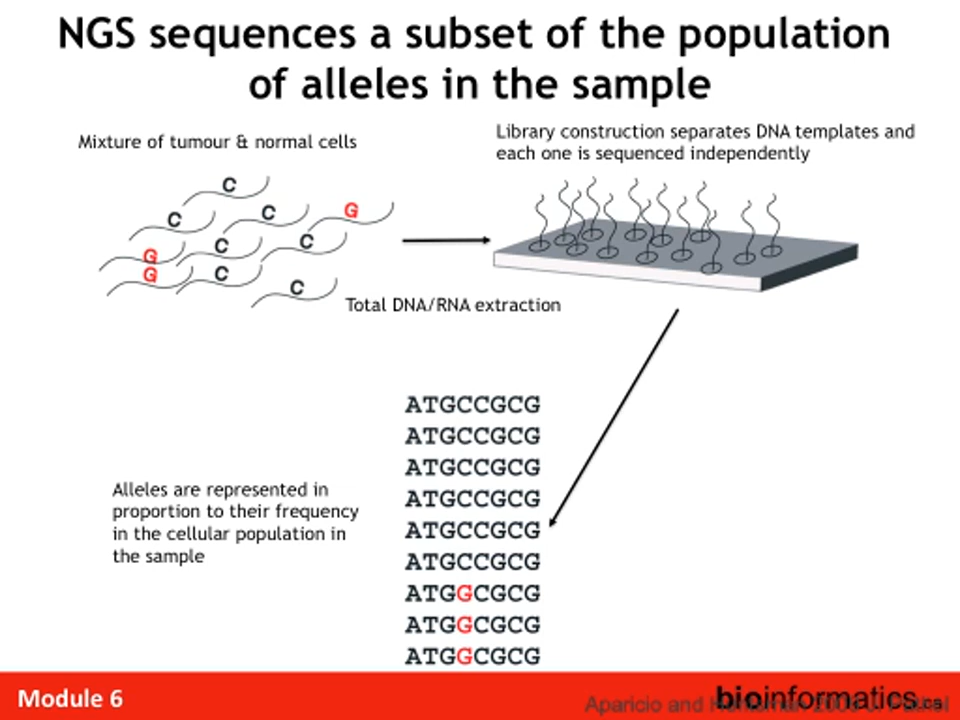 NGS sequences a subset of the population
of alleles in the sample
Mixture of tumour & normal cells
Library construction separates DNA templates and
each one is sequenced independently
C
C
C
G
C
C
G
G
C
C
Total DNA/RNA extraction
ATGCCGCG
ATGCCGCG
ATGCCGCG
ATGCCGCG
ATGCCGCG
ATGCCGCG
ATGGCGCG
ATGGCGCG
ATGGCGCG
Alleles are represented in
proportion to their frequency
in the cellular population in
the sample
Module 6
bioinformatics.ca
Aparicio and